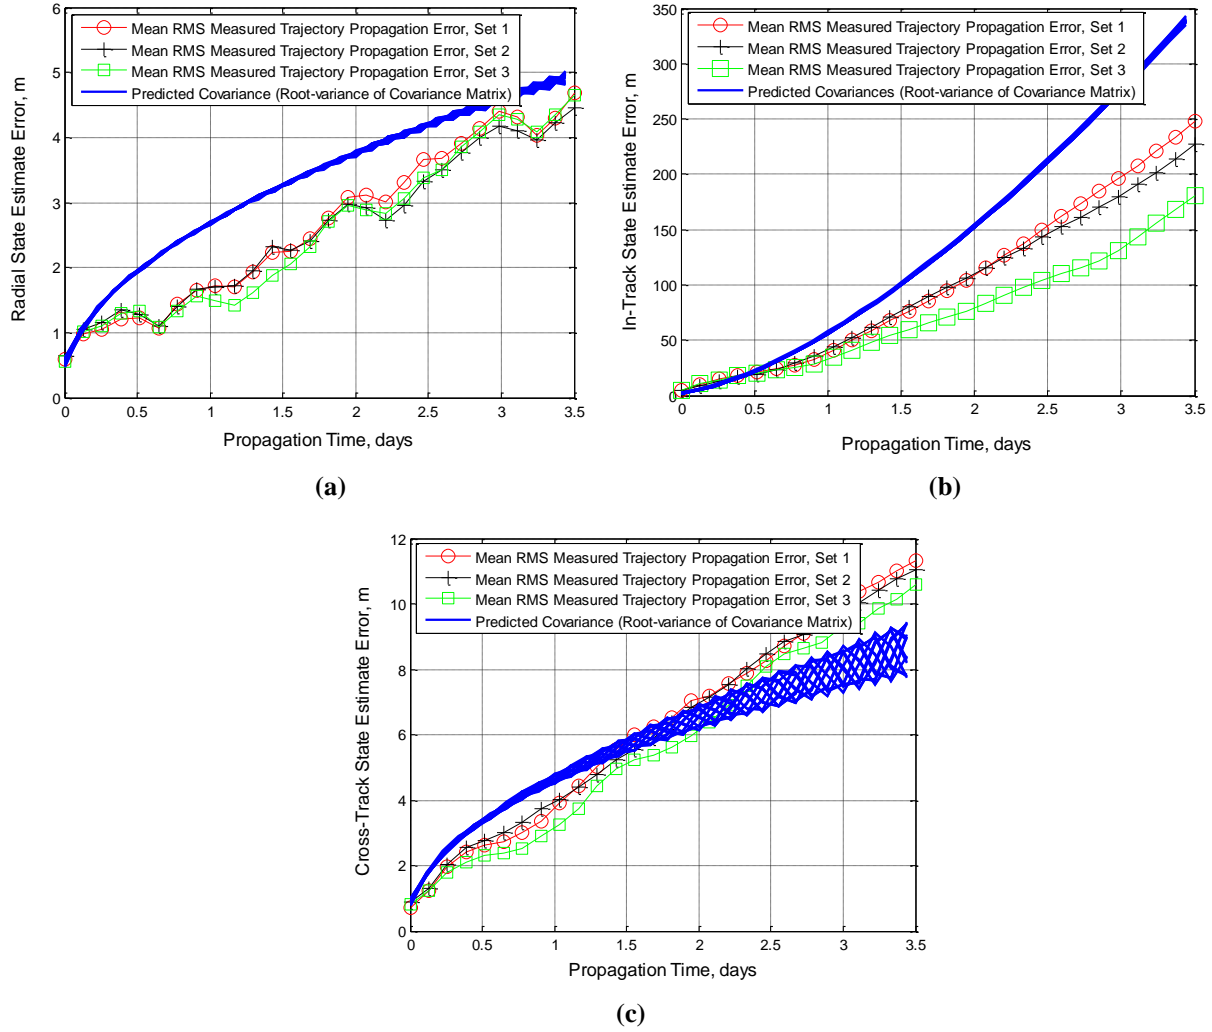 Mean RMS Measured Trajectory Propagation Error, Set 1
Mean RMS Measured Trajectory Propagation Error, Set 2
Mean RMS Measured Trajectory Propagation Error, Set 3
Predicted Covariance (Root-variance of Covariance Matrix)
Radial State Estimate Error, m
6
5
4
3
2
1
0
0 0.5 1 1.5 2 2.5 3 3.5
Propagation Time, days
(a)
Mean RMS Measured Trajectory Propagation Error, Set 1
Mean RMS Measured Trajectory Propagation Error, Set 2
Mean RMS Measured Trajectory Propagation Error, Set 3
Predicted Covariances (Root-variance of Covariance Matrix)
In-Track State Estimate Error, m
350
300
250
200
150
100
50
0
0 0.5 1 1.5 2 2.5 3 3.5
Propagation Time, days
(b)
Mean RMS Measured Trajectory Propagation Error, Set 1
Mean RMS Measured Trajectory Propagation Error, Set 2
Mean RMS Measured Trajectory Propagation Error, Set 3
Predicted Covariance (Root-variance of Covariance Matrix)
Cross-Track State Estimate Error, m
12
10
8
6
4
2
0
0 0.5 1 1.5 2 2.5 3 3.5
Propagation Time, days
(c)